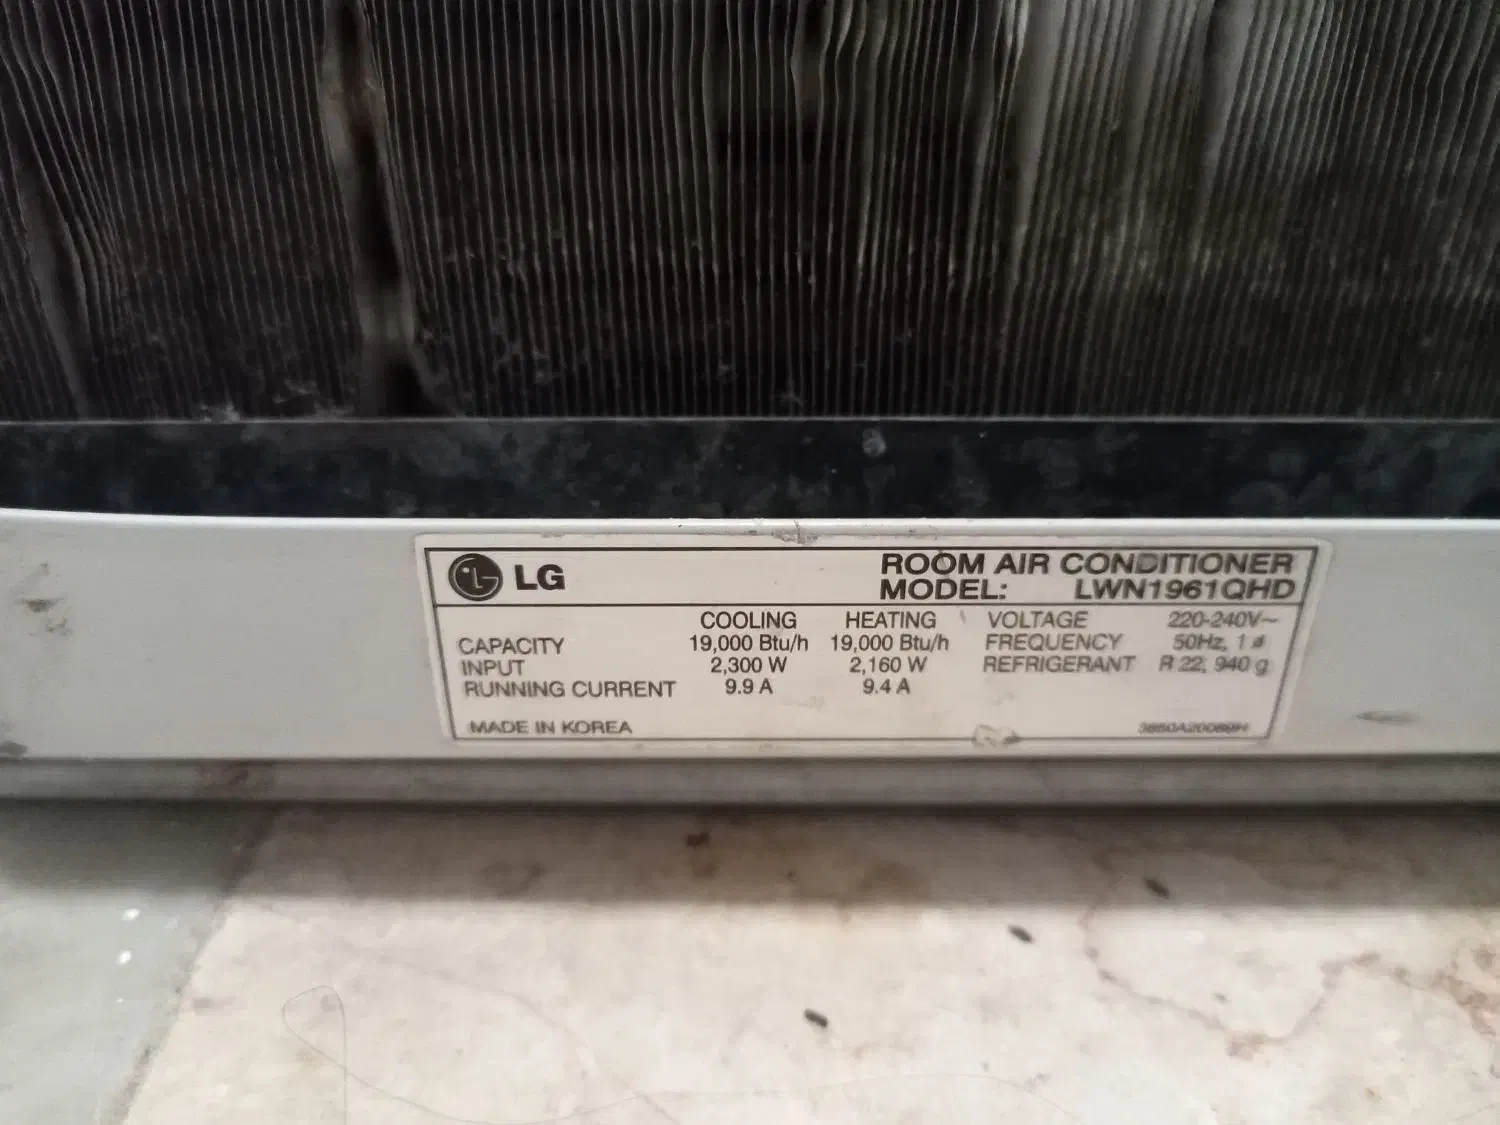 LG
ROOM AIR CONDITIONER
MODEL: LWN1961QHD
COOLING HEATING VOLTAGE 220-240V~
CAPACITY 19,000 Btu/h 19,000 Btu/h FREQUENCY 50Hz, 1 ø
INPUT 2,300 W 2,160 W REFRIGERANT R 22, 940 g
RUNNING CURRENT 9.9 A 9.4 A
MADE IN KOREA